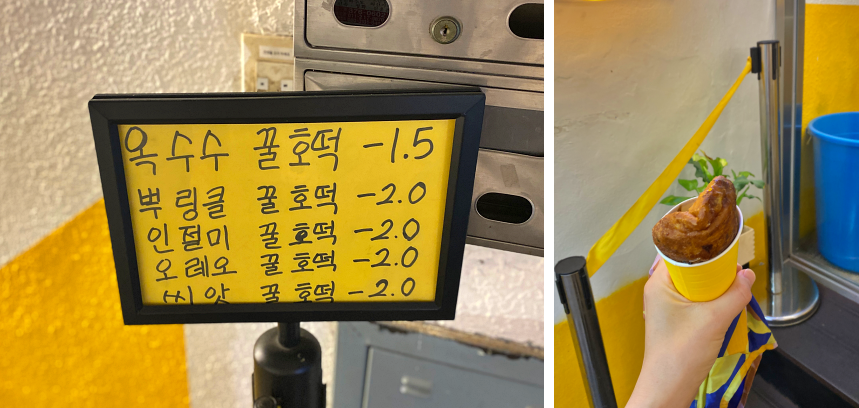 옥수수 꿀호떡 -1.5
뿌링클 꿀호떡 -2.0
인절미 꿀호떡 -2.0
오레오 꿀호떡 -2.0
씨앗 꿀호떡 -2.0